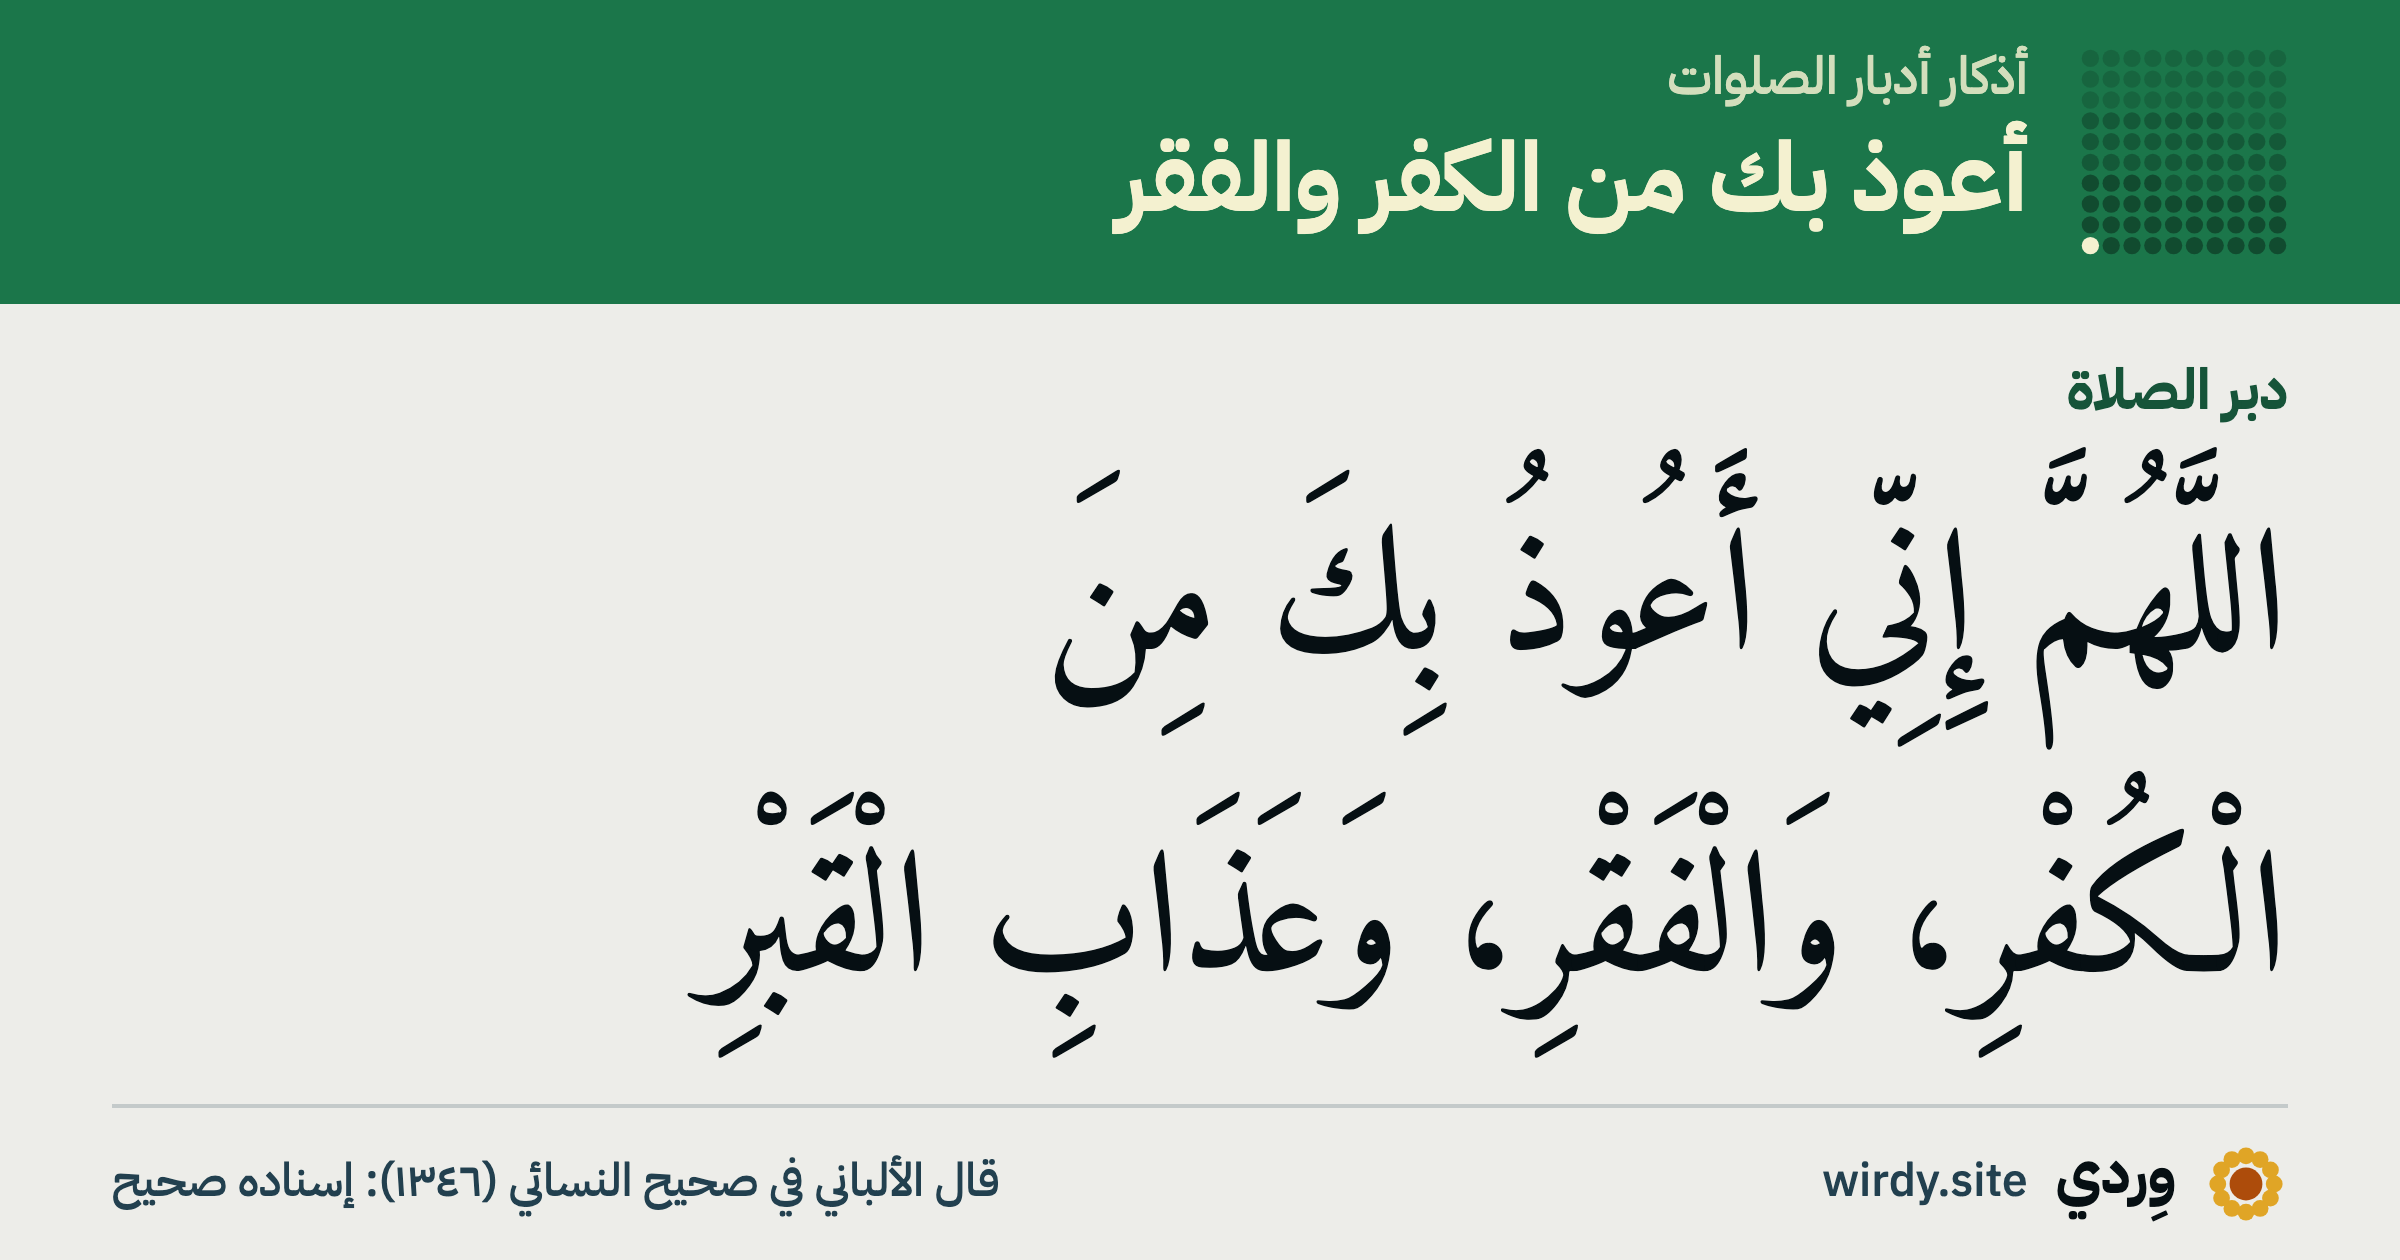 أذكار أدبار الصلوات
أعوذ بك من الكفر والفقر
دبر الصلاة
اللَّهُمَّ إِنِّي أَعُوذُ بِكَ مِنَ
الْكُفْرِ، وَالْفَقْرِ، وَعَذَابِ الْقَبْرِ
وِردي wirdy.site
قال الألباني في صحيح النسائي (١٣٤٦): إسناده صحيح